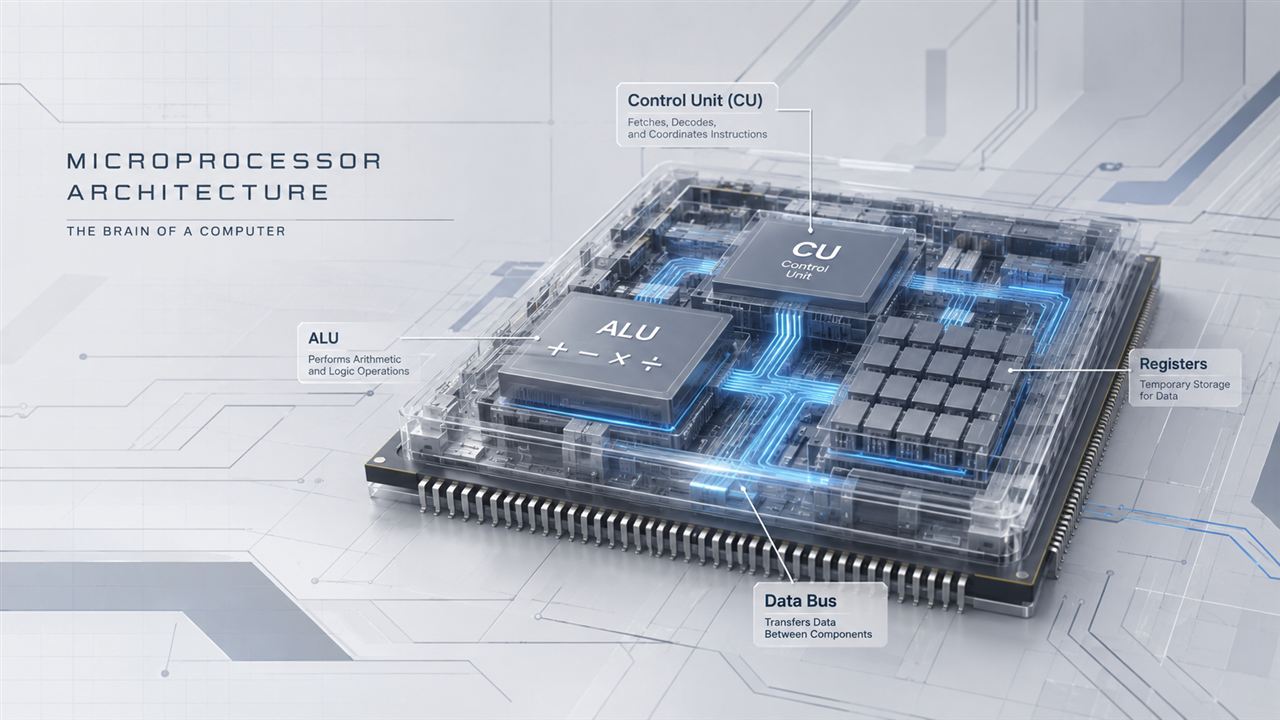 MICROPROCESSOR
ARCHITECTURE
THE BRAIN OF A COMPUTER
Control Unit (CU)
Fetches, Decodes,
and Coordinates Instructions
CU
Control
Unit
ALU
Performs Arithmetic
and Logic Operations
ALU
+ − × ÷
Registers
Temporary Storage
for Data
Data Bus
Transfers Data
Between Components